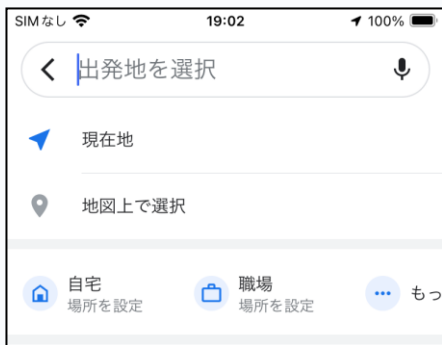 SIMなし 19:02 100%
出発地を選択
現在地
地図上で選択
自宅 職場 もっ
場所を設定 場所を設定